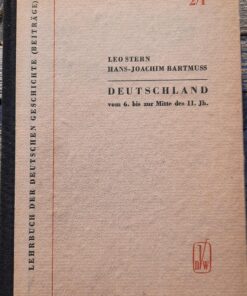 2/1
LEO STERN
HANS-JOACHIM BARTMUSS
DEUTSCHLAND
vom 6. bis zur Mitte des 11. Jh.
LEHRBUCH DER DEUTSCHEN GESCHICHTE (BEITRÄGE)